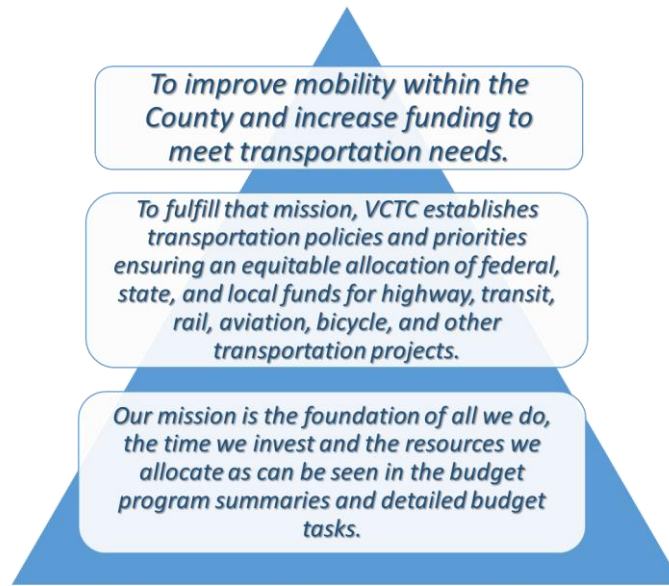 To improve mobility within the
County and increase funding to
meet transportation needs.
To fulfill that mission, VCTC establishes
transportation policies and priorities
ensuring an equitable allocation of federal,
state, and local funds for highway, transit,
rail, aviation, bicycle, and other
transportation projects.
Our mission is the foundation of all we do,
the time we invest and the resources we
allocate as can be seen in the budget
program summaries and detailed budget
tasks.